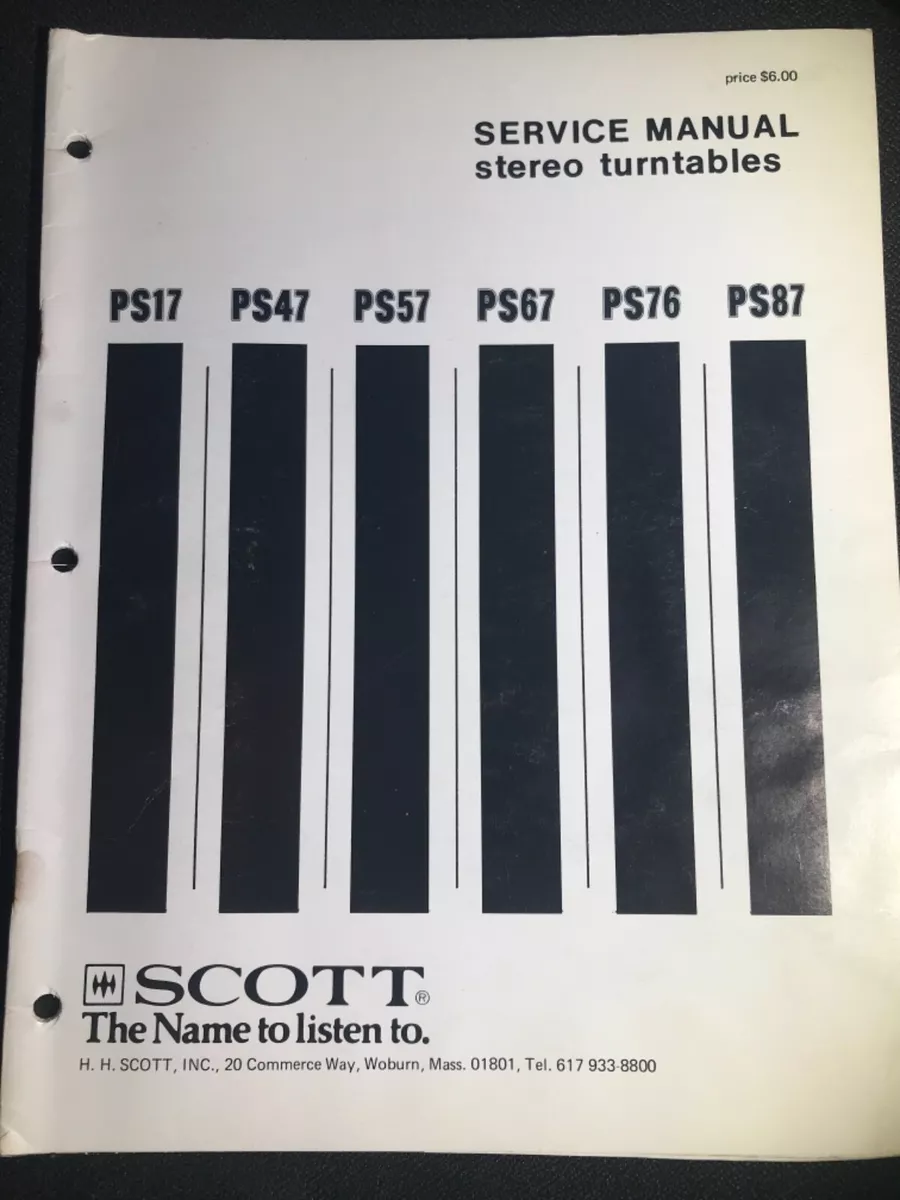 price $6.00
SERVICE MANUAL
stereo turntables
PS17 PS47 PS57 PS67 PS76 PS87
SCOTT®
The Name to listen to.
H. H. SCOTT, INC., 20 Commerce Way, Woburn, Mass. 01801, Tel. 617 933-8800